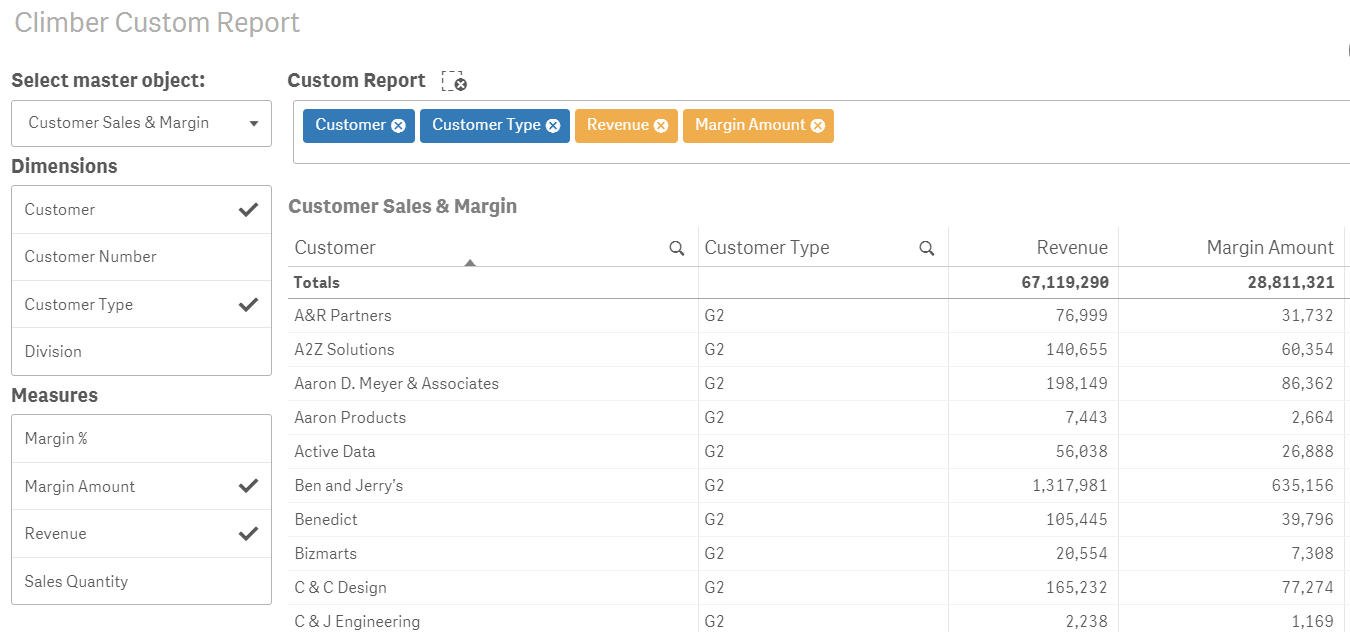 Climber Custom Report
Select master object:
Customer Sales & Margin
Dimensions
Customer
Customer Number
Customer Type
Division
Measures
Margin %
Margin Amount
Revenue
Sales Quantity
Custom Report
Customer Customer Type Revenue Margin Amount
Customer Sales & Margin
Customer Customer Type Revenue Margin Amount
Totals 67,119,290 28,811,321
A&R Partners G2 76,999 31,732
A2Z Solutions G2 140,655 60,354
Aaron D. Meyer & Associates G2 198,149 86,362
Aaron Products G2 7,443 2,664
Active Data G2 56,038 26,888
Ben and Jerry's G2 1,317,981 635,156
Benedict G2 105,445 39,796
Bizmarts G2 20,554 7,308
C & C Design G2 165,232 77,274
C & J Engineering G2 2,238 1,169